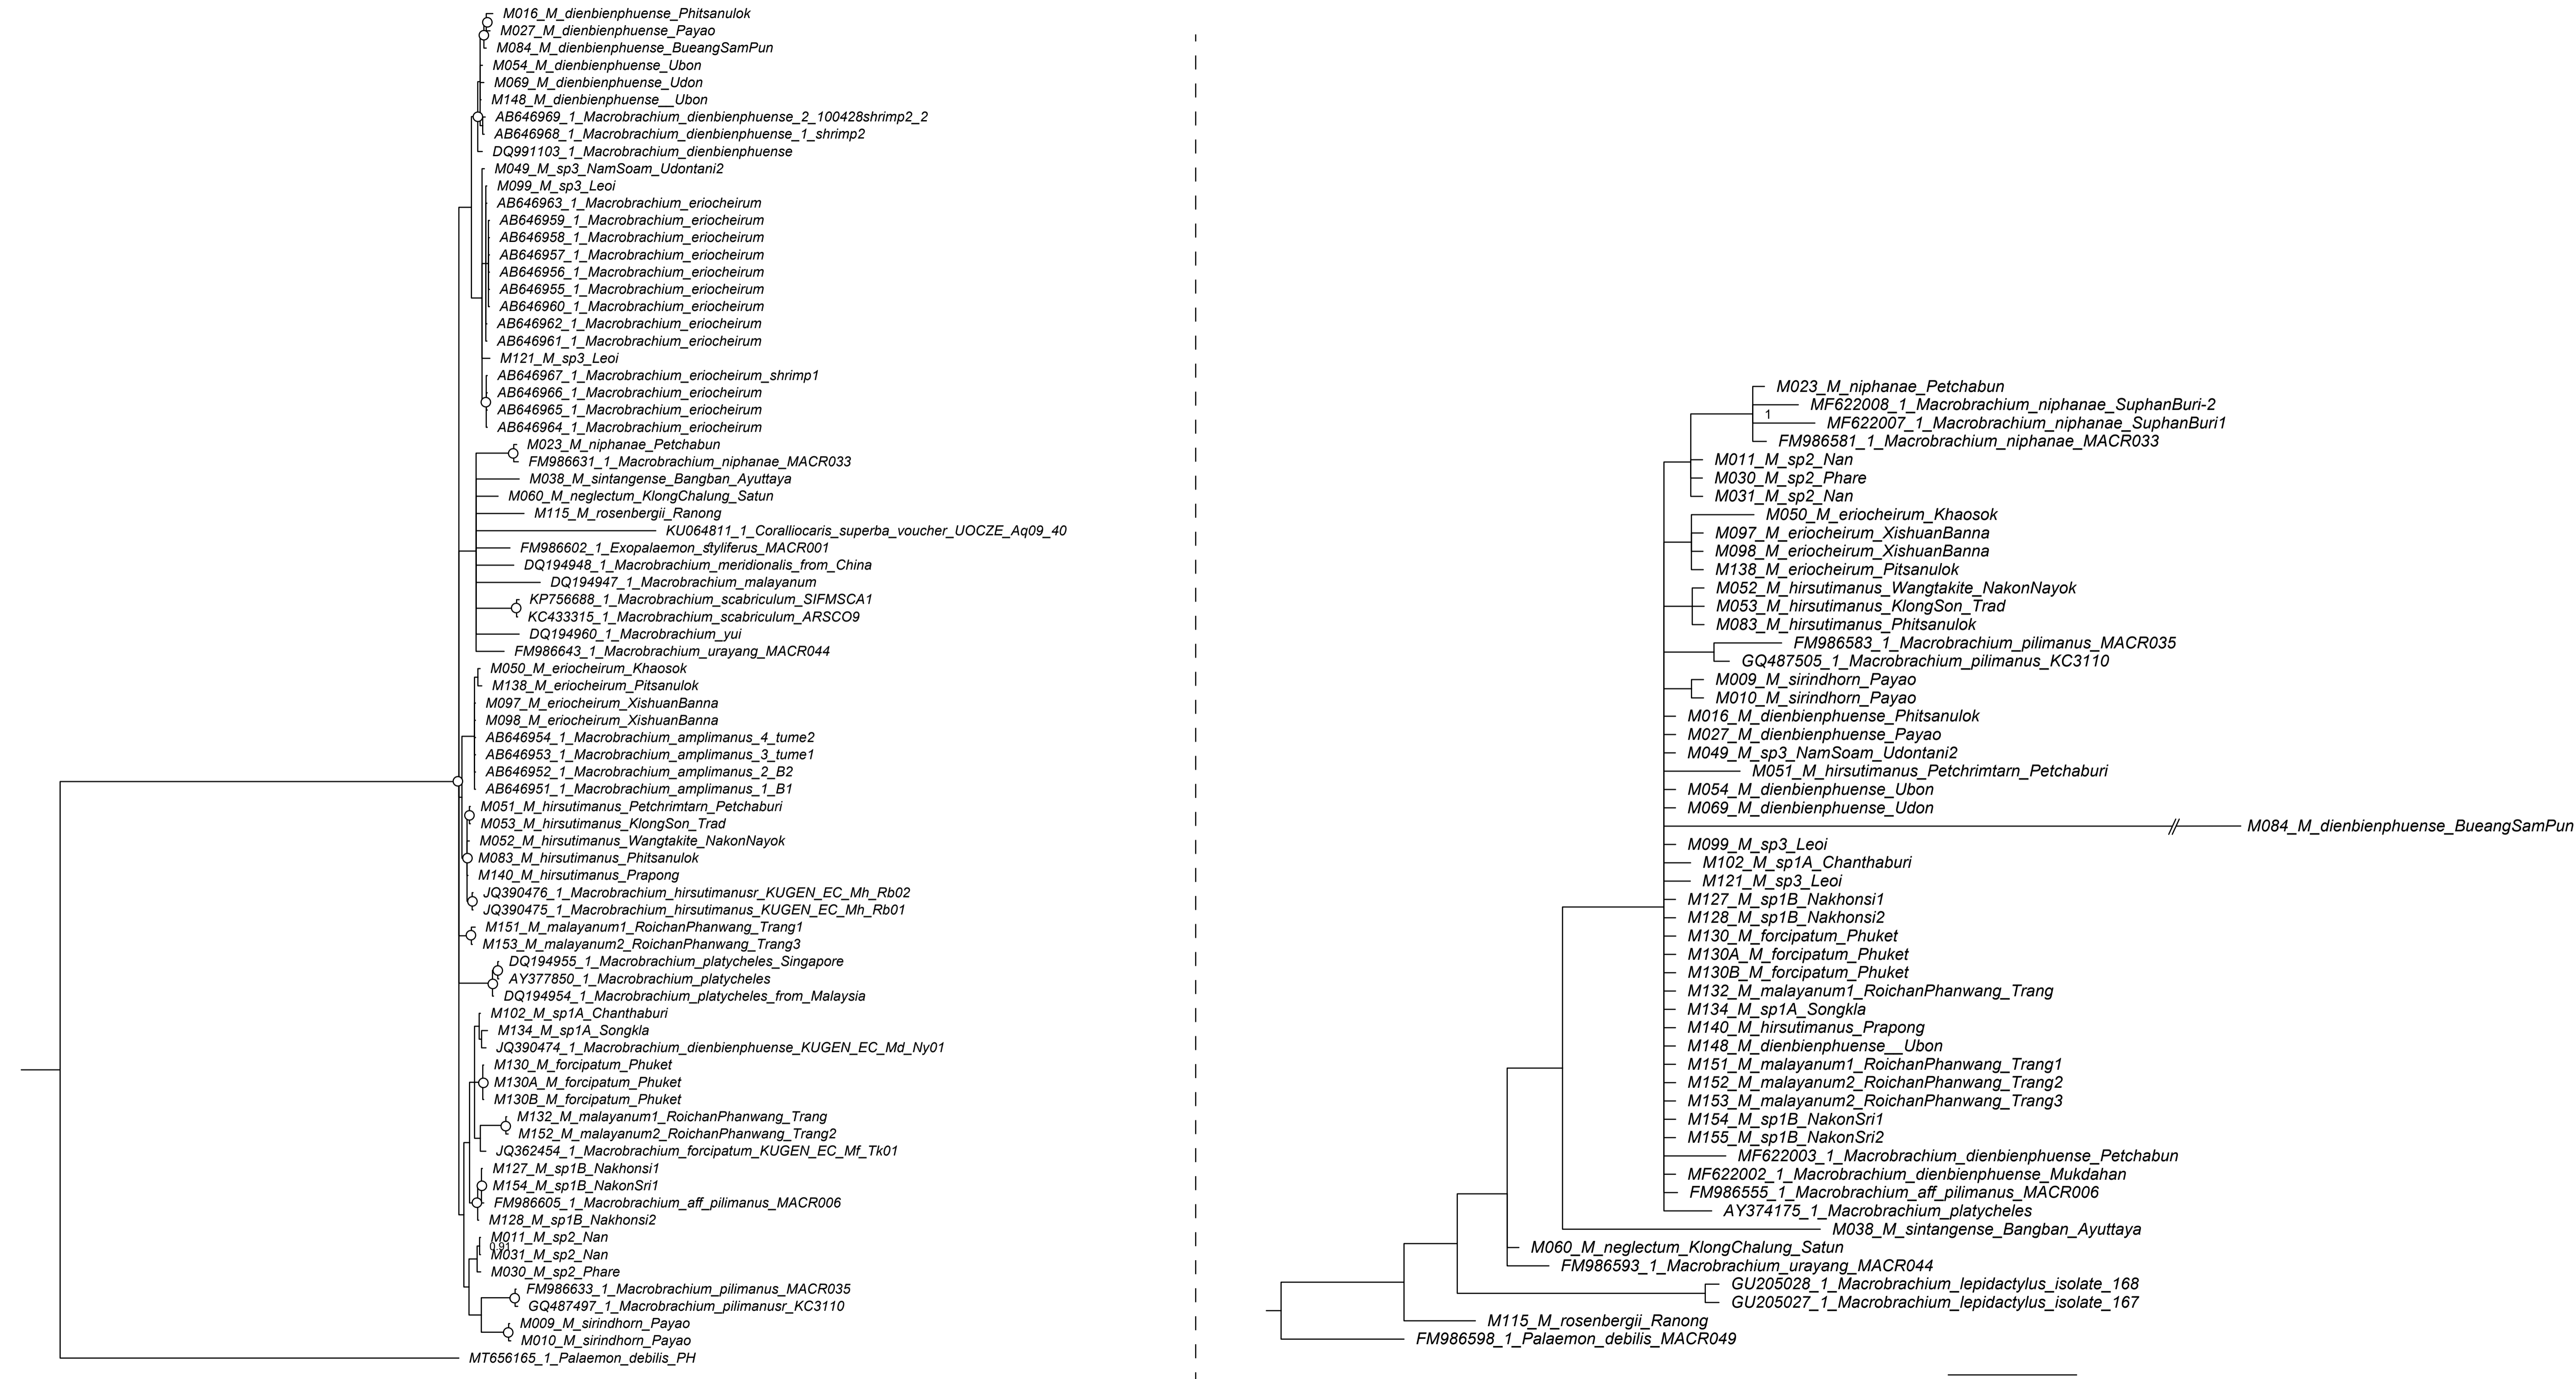 M016_M_dienbienphuense_Phitsanulok
M027_M_dienbienphuense_Payao
M084_M_dienbienphuense_BueangSamPun
M054_M_dienbienphuense_Ubon
M069_M_dienbienphuense_Udon
M148_M_dienbienphuense__Ubon
AB646969_1_Macrobrachium_dienbienphuense_2_100428shrimp2_2
AB646968_1_Macrobrachium_dienbienphuense_1_shrimp2
DQ991103_1_Macrobrachium_dienbienphuense
M049_M_sp3_NamSoam_Udontani2
M099_M_sp3_Leoi
AB646963_1_Macrobrachium_eriocheirum
AB646959_1_Macrobrachium_eriocheirum
AB646958_1_Macrobrachium_eriocheirum
AB646957_1_Macrobrachium_eriocheirum
AB646956_1_Macrobrachium_eriocheirum
AB646955_1_Macrobrachium_eriocheirum
AB646960_1_Macrobrachium_eriocheirum
AB646962_1_Macrobrachium_eriocheirum
AB646961_1_Macrobrachium_eriocheirum
M121_M_sp3_Leoi
AB646967_1_Macrobrachium_eriocheirum_shrimp1
AB646966_1_Macrobrachium_eriocheirum
AB646965_1_Macrobrachium_eriocheirum
AB646964_1_Macrobrachium_eriocheirum
M023_M_niphanae_Petchabun
FM986631_1_Macrobrachium_niphanae_MACR033
M038_M_sintangense_Bangban_Ayuttaya
M060_M_neglectum_KlongChalung_Satun
M115_M_rosenbergii_Ranong
KU064811_1_Coralliocaris_superba_voucher_UOCZE_Aq09_40
FM986602_1_Exopalaemon_styliferus_MACR001
DQ194948_1_Macrobrachium_meridionalis_from_China
DQ194947_1_Macrobrachium_malayanum
KP756688_1_Macrobrachium_scabriculum_SIFMSCA1
KC433315_1_Macrobrachium_scabriculum_ARSCO9
DQ194960_1_Macrobrachium_yui
FM986643_1_Macrobrachium_urayang_MACR044
M050_M_eriocheirum_Khaosok
M138_M_eriocheirum_Pitsanulok
M097_M_eriocheirum_XishuanBanna
M098_M_eriocheirum_XishuanBanna
AB646954_1_Macrobrachium_amplimanus_4_tume2
AB646953_1_Macrobrachium_amplimanus_3_tume1
AB646952_1_Macrobrachium_amplimanus_2_B2
AB646951_1_Macrobrachium_amplimanus_1_B1
M051_M_hirsutimanus_Petchrimtarn_Petchaburi
M053_M_hirsutimanus_KlongSon_Trad
M052_M_hirsutimanus_Wangtakite_NakonNayok
M083_M_hirsutimanus_Phitsanulok
M140_M_hirsutimanus_Prapong
JQ390476_1_Macrobrachium_hirsutimanusr_KUGEN_EC_Mh_Rb02
JQ390475_1_Macrobrachium_hirsutimanus_KUGEN_EC_Mh_Rb01
M151_M_malayanum1_RoichanPhanwang_Trang1
M153_M_malayanum2_RoichanPhanwang_Trang3
DQ194955_1_Macrobrachium_platycheles_Singapore
AY377850_1_Macrobrachium_platycheles
DQ194954_1_Macrobrachium_platycheles_from_Malaysia
M102_M_sp1A_Chanthaburi
M134_M_sp1A_Songkla
JQ390474_1_Macrobrachium_dienbienphuense_KUGEN_EC_Md_Ny01
M130_M_forcipatum_Phuket
M130A_M_forcipatum_Phuket
M130B_M_forcipatum_Phuket
M132_M_malayanum1_RoichanPhanwang_Trang
M152_M_malayanum2_RoichanPhanwang_Trang2
JQ362454_1_Macrobrachium_forcipatum_KUGEN_EC_Mf_Tk01
M127_M_sp1B_Nakhonsi1
M154_M_sp1B_NakonSri1
FM986605_1_Macrobrachium_aff_pilimanus_MACR006
M128_M_sp1B_Nakhonsi2
M011_M_sp2_Nan
0.91
M031_M_sp2_Nan
M030_M_sp2_Phare
FM986633_1_Macrobrachium_pilimanus_MACR035
GQ487497_1_Macrobrachium_pilimanusr_KC3110
M009_M_sirindhorn_Payao
M010_M_sirindhorn_Payao
MT656165_1_Palaemon_debilis_PH
M023_M_niphanae_Petchabun
MF622008_1_Macrobrachium_niphanae_SuphanBuri-2
1
MF622007_1_Macrobrachium_niphanae_SuphanBuri1
FM986581_1_Macrobrachium_niphanae_MACR033
M011_M_sp2_Nan
M030_M_sp2_Phare
M031_M_sp2_Nan
M050_M_eriocheirum_Khaosok
M097_M_eriocheirum_XishuanBanna
M098_M_eriocheirum_XishuanBanna
M138_M_eriocheirum_Pitsanulok
M052_M_hirsutimanus_Wangtakite_NakonNayok
M053_M_hirsutimanus_KlongSon_Trad
M083_M_hirsutimanus_Phitsanulok
FM986583_1_Macrobrachium_pilimanus_MACR035
GQ487505_1_Macrobrachium_pilimanus_KC3110
M009_M_sirindhorn_Payao
M010_M_sirindhorn_Payao
M016_M_dienbienphuense_Phitsanulok
M027_M_dienbienphuense_Payao
M049_M_sp3_NamSoam_Udontani2
M051_M_hirsutimanus_Petchrimtarn_Petchaburi
M054_M_dienbienphuense_Ubon
M069_M_dienbienphuense_Udon
M084_M_dienbienphuense_BueangSamPun
M099_M_sp3_Leoi
M102_M_sp1A_Chanthaburi
M121_M_sp3_Leoi
M127_M_sp1B_Nakhonsi1
M128_M_sp1B_Nakhonsi2
M130_M_forcipatum_Phuket
M130A_M_forcipatum_Phuket
M130B_M_forcipatum_Phuket
M132_M_malayanum1_RoichanPhanwang_Trang
M134_M_sp1A_Songkla
M140_M_hirsutimanus_Prapong
M148_M_dienbienphuense__Ubon
M151_M_malayanum1_RoichanPhanwang_Trang1
M152_M_malayanum2_RoichanPhanwang_Trang2
M153_M_malayanum2_RoichanPhanwang_Trang3
M154_M_sp1B_NakonSri1
M155_M_sp1B_NakonSri2
MF622003_1_Macrobrachium_dienbienphuense_Petchabun
MF622002_1_Macrobrachium_dienbienphuense_Mukdahan
FM986555_1_Macrobrachium_aff_pilimanus_MACR006
AY374175_1_Macrobrachium_platycheles
M038_M_sintangense_Bangban_Ayuttaya
M060_M_neglectum_KlongChalung_Satun
FM986593_1_Macrobrachium_urayang_MACR044
GU205028_1_Macrobrachium_lepidactylus_isolate_168
GU205027_1_Macrobrachium_lepidactylus_isolate_167
M115_M_rosenbergii_Ranong
FM986598_1_Palaemon_debilis_MACR049